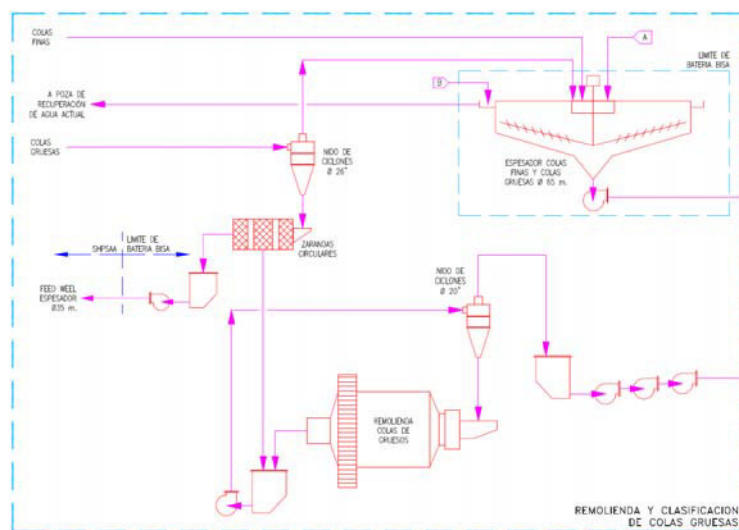 COLAS
FINAS
A
LIMITE DE
BATERIA BISA
B
A POZA DE
RECUPERACIÓN
DE AGUA ACTUAL
COLAS
GRUESAS
NIDO DE
CICLONES
Ø 26"
ESPESADOR COLAS
FINAS Y COLAS
GRUESAS Ø 65 m.
LIMITE DE
SHPSAA
BATERIA BISA
ZARANDAS
CIRCULARES
FEED WEEL
ESPESADOR
Ø35 m.
NIDO DE
CICLONES
Ø 20"
REMOLIENDA
COLAS DE
GRUESOS
REMOLIENDA Y CLASIFICACION
DE COLAS GRUESAS